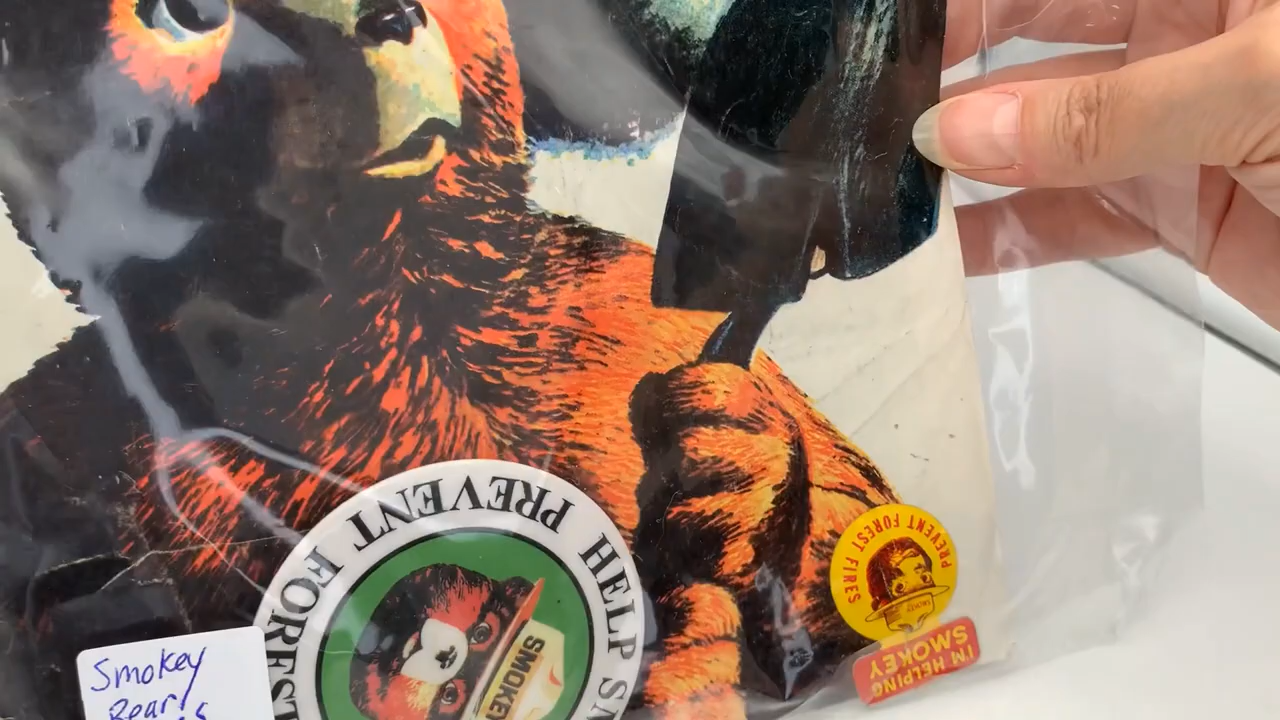 PREVENT FOREST FIRES
SMOKEY
I'M HELPING
SMOKEY
HELP
PREVENT
FOREST
SMOKEY
Smokey
Bear